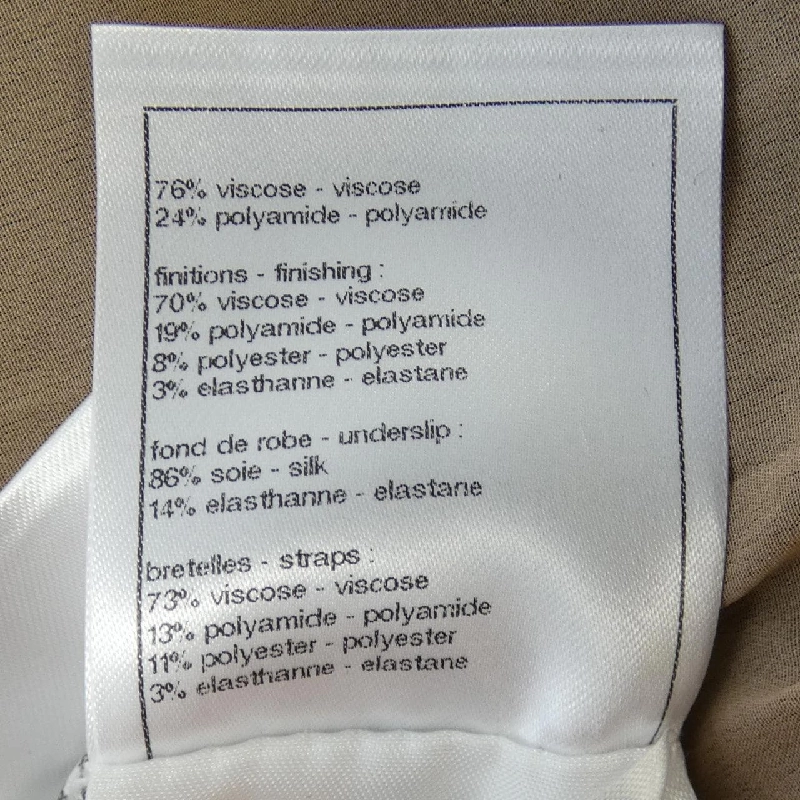 76% viscose - viscose
24% polyamide - polyamide
finitions - finishing :
70% viscose - viscose
19% polyamide - polyamide
8% polyester - polyester
3% elasthanne - elastane
fond de robe - underslip :
86% soie - silk
14% elasthanne - elastane
bretelles - straps :
73% viscose - viscose
13% polyamide - polyamide
11% polyester - polyester
3% elasthanne - elastane